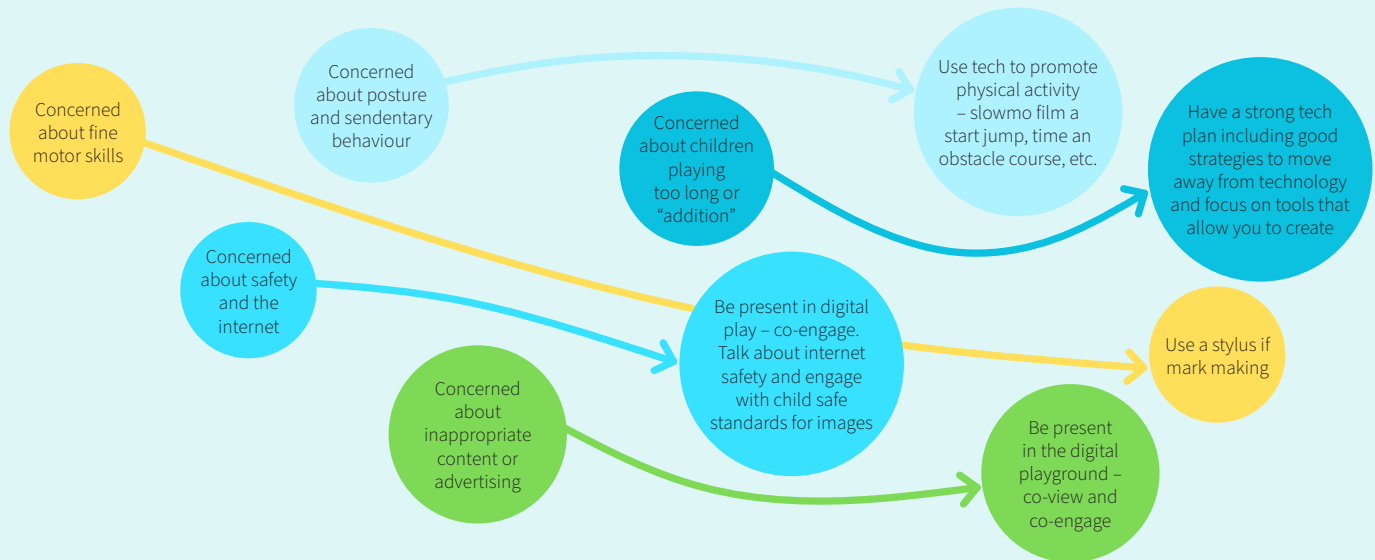 Concerned
about fine
motor skills
Concerned
about posture
and sendentary
behaviour
Concerned
about children
playing
too long or
“addition”
Use tech to promote
physical activity
– slowmo film a
start jump, time an
obstacle course, etc.
Have a strong tech
plan including good
strategies to move
away from technology
and focus on tools that
allow you to create
Concerned
about safety
and the
internet
Be present in digital
play – co-engage.
Talk about internet
safety and engage
with child safe
standards for images
Use a stylus if
mark making
Concerned
about
inappropriate
content or
advertising
Be present
in the digital
playground –
co-view and
co-engage